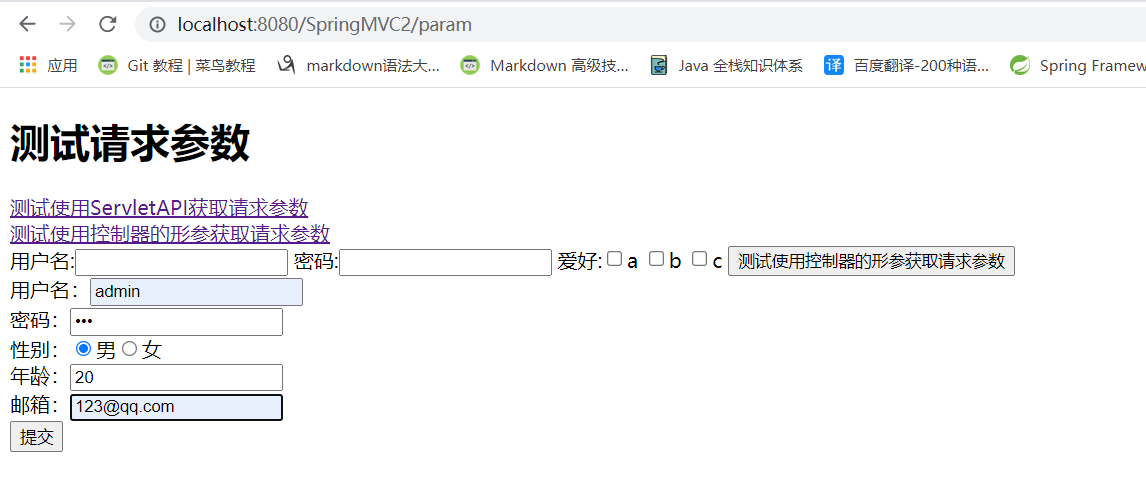 localhost:8080/SpringMVC2/param
应用 Git 教程 | 菜鸟教程 markdown语法大... Markdown 高级技... Java 全栈知识体系 译 百度翻译-200种语... Spring Framew
测试请求参数
测试使用ServletAPI获取请求参数
测试使用控制器的形参获取请求参数
用户名: 密码: 爱好: a b c 测试使用控制器的形参获取请求参数
用户名：admin
密码：•••
性别：男 女
年龄：20
邮箱：123@qq.com
提交